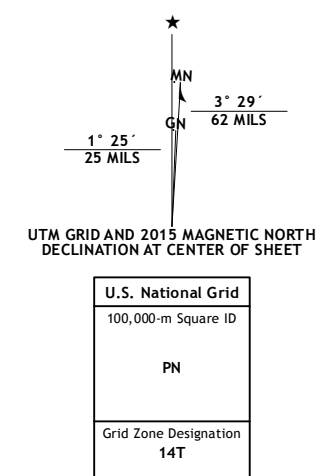 MN
3° 29´
62 MILS
GN
1° 25´
25 MILS
UTM GRID AND 2015 MAGNETIC NORTH
DECLINATION AT CENTER OF SHEET
U.S. National Grid
100,000-m Square ID
PN
Grid Zone Designation
14T